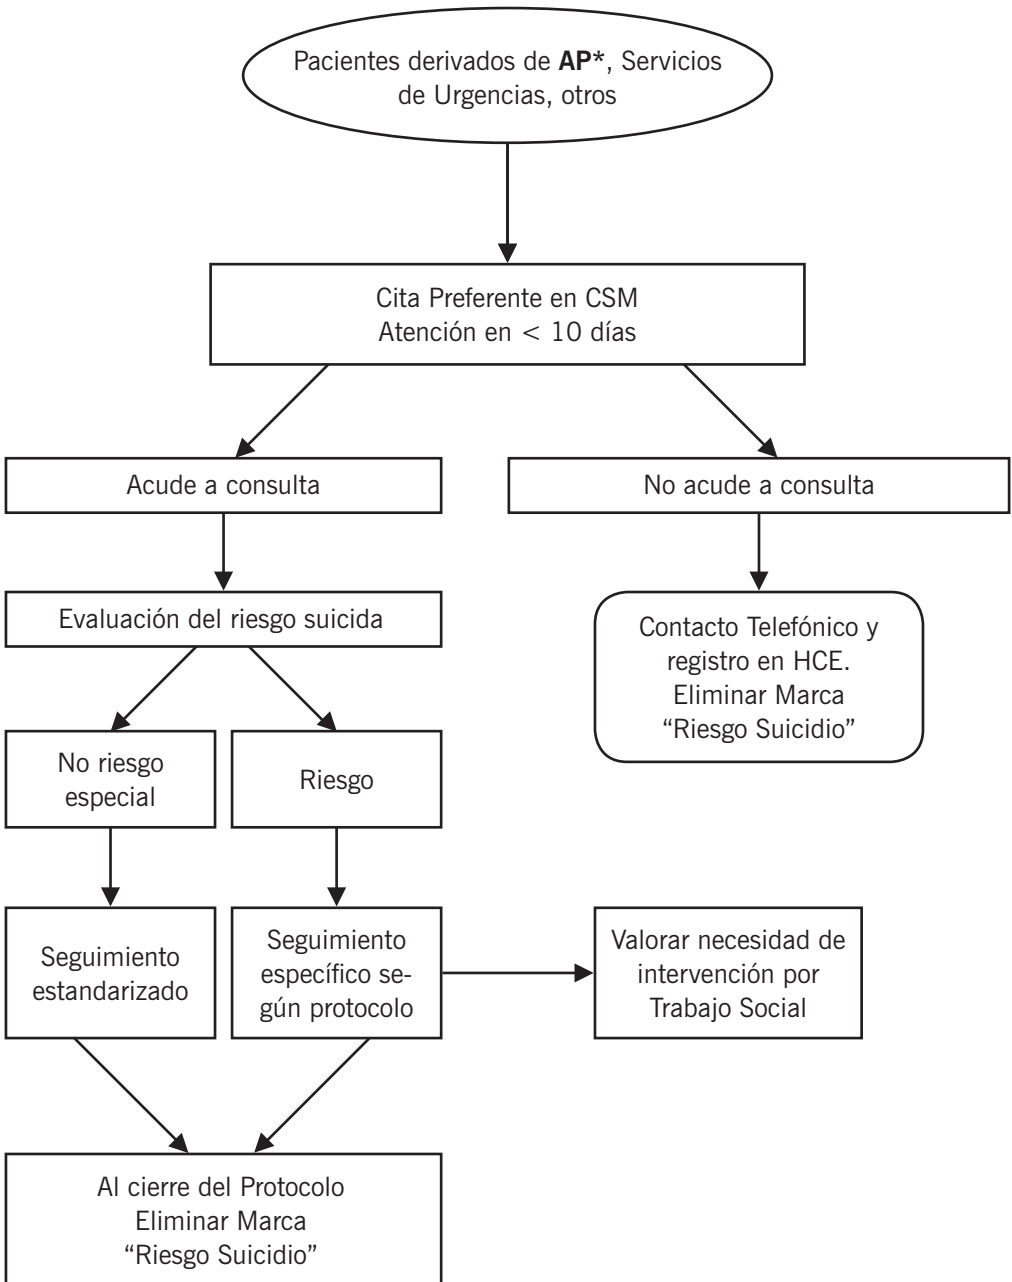 Pacientes derivados de AP*, Servicios
de Urgencias, otros
Cita Preferente en CSM
Atención en < 10 días
Acude a consulta
No acude a consulta
Evaluación del riesgo suicida
Contacto Telefónico y
registro en HCE.
Eliminar Marca
“Riesgo Suicidio”
No riesgo
especial
Riesgo
Seguimiento
estandarizado
Seguimiento
específico se-
gún protocolo
Valorar necesidad de
intervención por
Trabajo Social
Al cierre del Protocolo
Eliminar Marca
“Riesgo Suicidio”